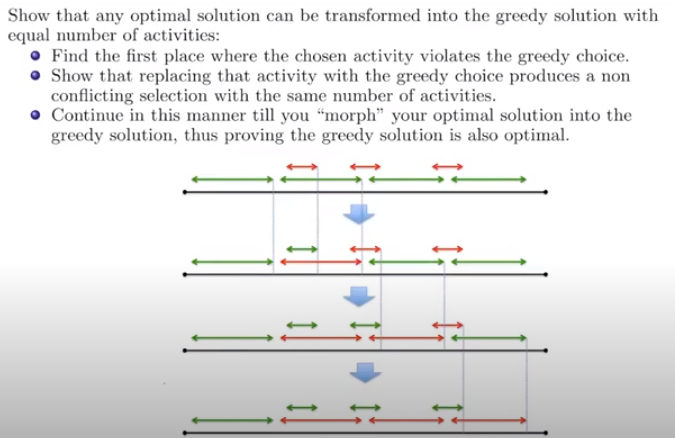 Show that any optimal solution can be transformed into the greedy solution with
equal number of activities:
Find the first place where the chosen activity violates the greedy choice.
Show that replacing that activity with the greedy choice produces a non
conflicting selection with the same number of activities.
Continue in this manner till you “morph” your optimal solution into the
greedy solution, thus proving the greedy solution is also optimal.